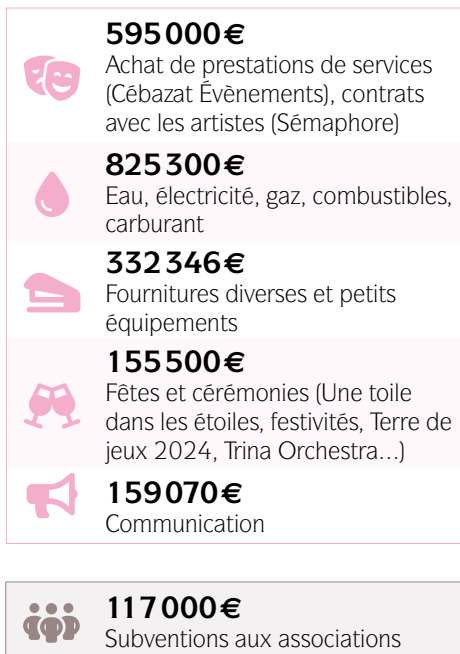 595 000 €
Achat de prestations de services
(Cébazat Évènements), contrats
avec les artistes (Sémaphore)
825 300 €
Eau, électricité, gaz, combustibles,
carburant
332 346 €
Fournitures diverses et petits
équipements
155 500 €
Fêtes et cérémonies (Une toile
dans les étoiles, festivités, Terre de
jeux 2024, Trina Orchestra…)
159 070 €
Communication
117 000 €
Subventions aux associations